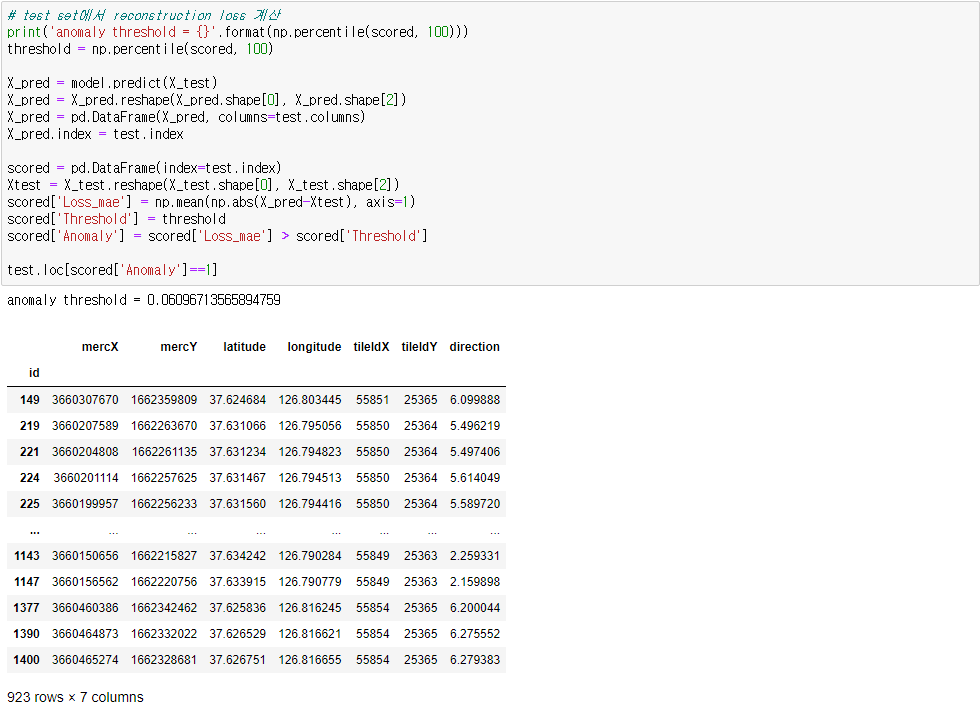 # test set에서 reconstruction loss 계산
print('anomaly threshold = {}'.format(np.percentile(scored, 100)))
threshold = np.percentile(scored, 100)
X_pred = model.predict(X_test)
X_pred = X_pred.reshape(X_pred.shape[0], X_pred.shape[2])
X_pred = pd.DataFrame(X_pred, columns=test.columns)
X_pred.index = test.index
scored = pd.DataFrame(index=test.index)
Xtest = X_test.reshape(X_test.shape[0], X_test.shape[2])
scored['Loss_mae'] = np.mean(np.abs(X_pred-Xtest), axis=1)
scored['Threshold'] = threshold
scored['Anomaly'] = scored['Loss_mae'] > scored['Threshold']
test.loc[scored['Anomaly']==1]
anomaly threshold = 0.06096713565894759
mercX mercY latitude longitude tileIdX tileIdY direction
id
149 3660307670 1662359809 37.624684 126.803445 55851 25365 6.099888
219 3660207589 1662263670 37.631066 126.795056 55850 25364 5.496219
221 3660204808 1662261135 37.631234 126.794823 55850 25364 5.497406
224 3660201114 1662257625 37.631467 126.794513 55850 25364 5.614049
225 3660199957 1662256233 37.631560 126.794416 55850 25364 5.589720
... ... ... ... ... ... ... ...
1143 3660150656 1662215827 37.634242 126.790284 55849 25363 2.259331
1147 3660156562 1662220756 37.633915 126.790779 55849 25363 2.159898
1377 3660460386 1662342462 37.625836 126.816245 55854 25365 6.200044
1390 3660464873 1662332022 37.626529 126.816621 55854 25365 6.275552
1400 3660465274 1662328681 37.626751 126.816655 55854 25365 6.279383
923 rows × 7 columns